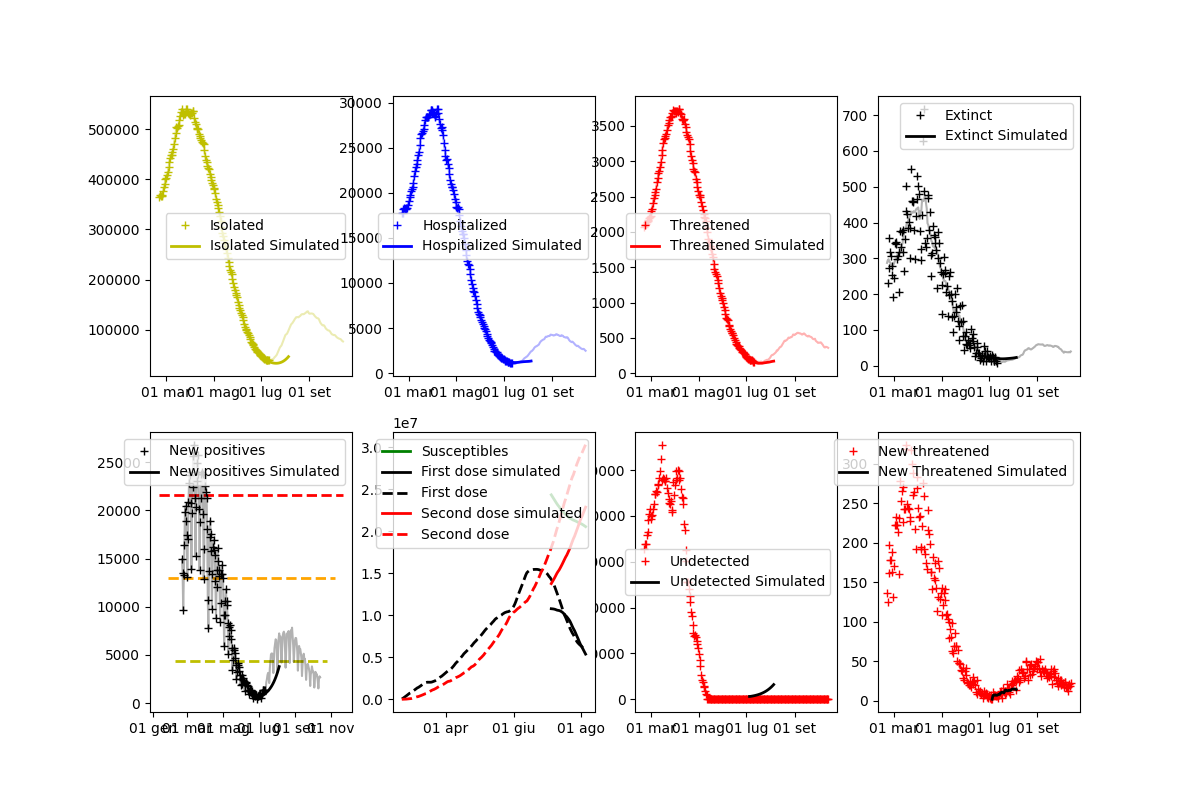 500000
400000
300000
200000
100000
Isolated
Isolated Simulated
01 mar
01 mag
01 lug
01 set
30000
25000
20000
15000
10000
5000
0
Hospitalized
Hospitalized Simulated
01 mar
01 mag
01 lug
01 set
3500
3000
2500
2000
1500
1000
500
0
Threatened
Threatened Simulated
01 mar
01 mag
01 lug
01 set
700
600
500
400
300
200
100
0
Extinct
Extinct Simulated
01 mar
01 mag
01 lug
01 set
25000
20000
15000
10000
5000
0
New positives
New positives Simulated
01 gen
01 mar
01 mag
01 lug
01 set
01 nov
1e7
3.0
2.5
2.0
1.5
1.0
0.5
0.0
Susceptibles
First dose simulated
First dose
Second dose simulated
Second dose
01 apr
01 giu
01 ago
0
Undetected
Undetected Simulated
01 mar
01 mag
01 lug
01 set
300
250
200
150
100
50
0
New threatened
New Threatened Simulated
01 mar
01 mag
01 lug
01 set